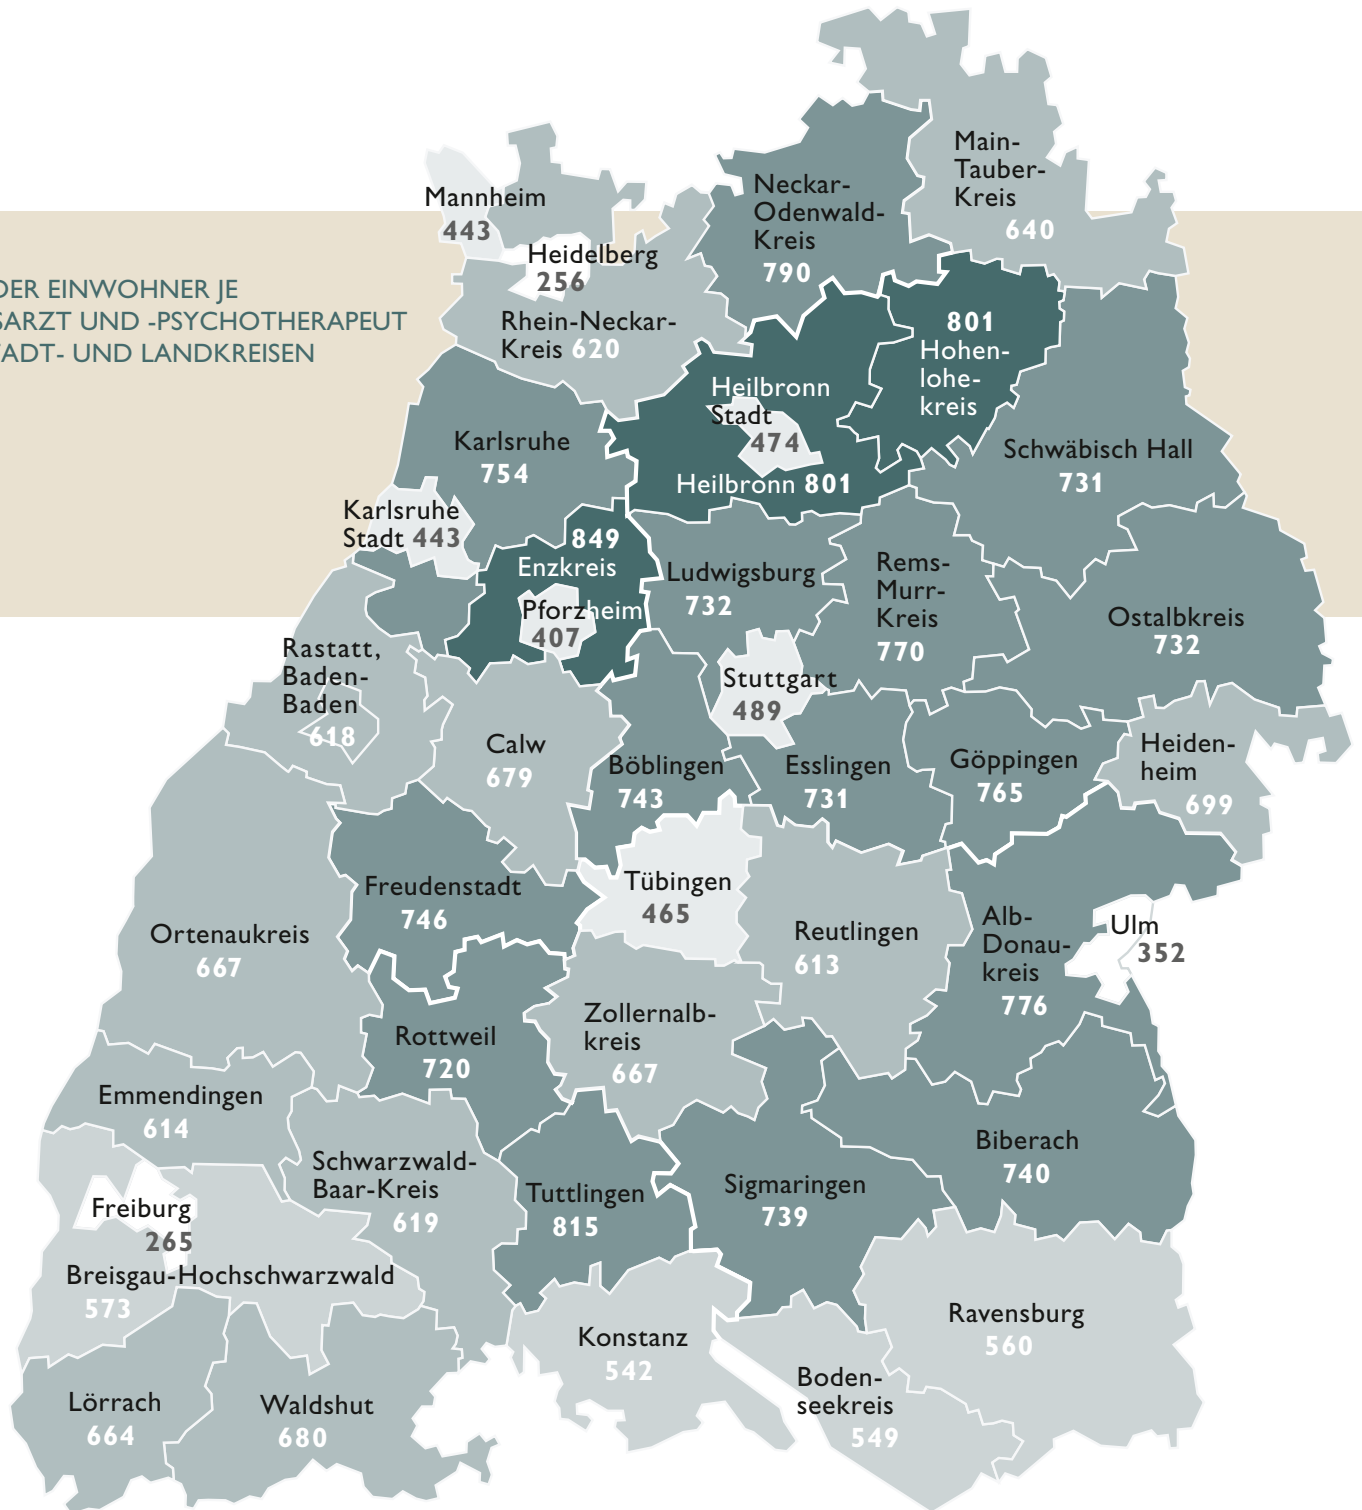 DER EINWOHNER JE
SARZT UND -PSYCHOTHERAPEUT
TADT- UND LANDKREISEN
Main-
Tauber-
Kreis
640
Neckar-
Odenwald-
Kreis
790
Mannheim
443
Heidelberg
256
Rhein-Neckar-
Kreis 620
801
Hohen-
lohe-
kreis
Heilbronn
Stadt
474
Heilbronn 801
Karlsruhe
754
Schwäbisch Hall
731
Karlsruhe
Stadt 443
849
Enzkreis
Pforzheim
407
Ludwigsburg
732
Rems-
Murr-
Kreis
770
Ostalbkreis
732
Rastatt,
Baden-
Baden
618
Stuttgart
489
Calw
679
Böblingen
743
Esslingen
731
Göppingen
765
Heiden-
heim
699
Freudenstadt
746
Tübingen
465
Ortenaukreis
667
Reutlingen
613
Alb-
Donau-
kreis
776
Ulm
352
Rottweil
720
Zollernalb-
kreis
667
Emmendingen
614
Schwarzwald-
Baar-Kreis
619
Tuttlingen
815
Sigmaringen
739
Biberach
740
Freiburg
265
Breisgau-Hochschwarzwald
573
Konstanz
542
Ravensburg
560
Boden-
seekreis
549
Lörrach
664
Waldshut
680